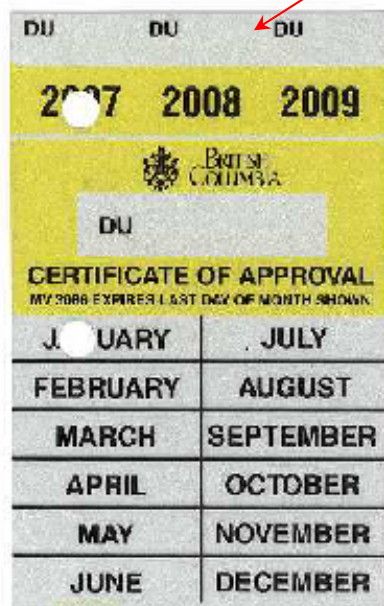 DU DU DU
2008 2009
BRITISH
COLUMBIA
DU
CERTIFICATE OF APPROVAL
MV 3086 EXPIRES LAST DAY OF MONTH SHOWN
JULY
FEBRUARY AUGUST
MARCH SEPTEMBER
APRIL OCTOBER
MAY NOVEMBER
JUNE DECEMBER